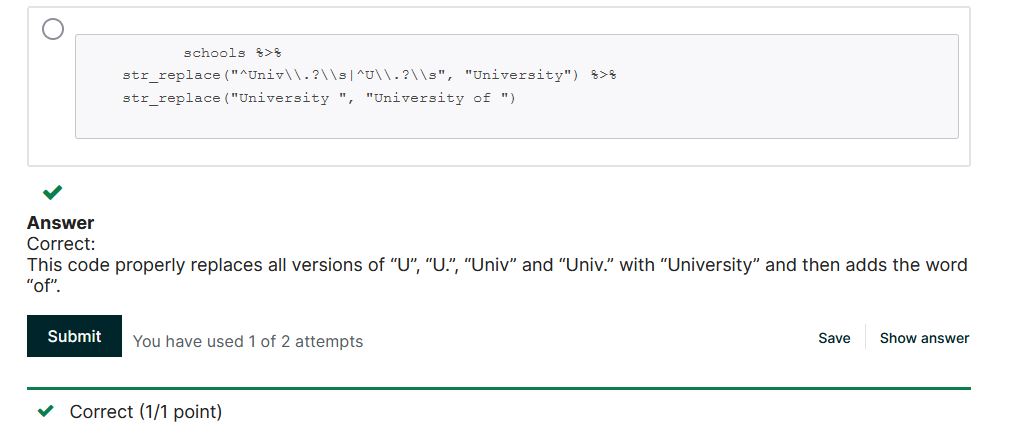 schools %>%
str_replace("^Univ\\.?\\s|^U\\.?\\s", "University") %>%
str_replace("University ", "University of ")
Answer
Correct:
This code properly replaces all versions of “U”, “U.”, “Univ” and “Univ.” with “University” and then adds the word
“of”.
Submit
You have used 1 of 2 attempts
Save
Show answer
Correct (1/1 point)